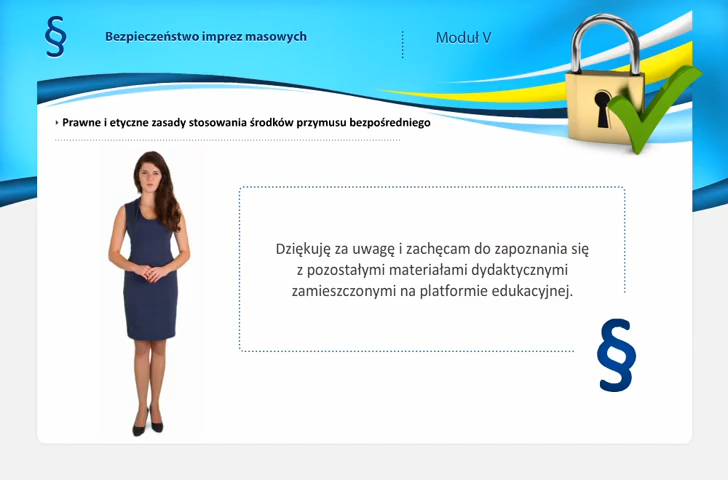 §
Bezpieczeństwo imprez masowych
Moduł V
Prawne i etyczne zasady stosowania środków przymusu bezpośredniego
Dziękuję za uwagę i zachęcam do zapoznania się
z pozostałymi materiałami dydaktycznymi
zamieszczonymi na platformie edukacyjnej.
§